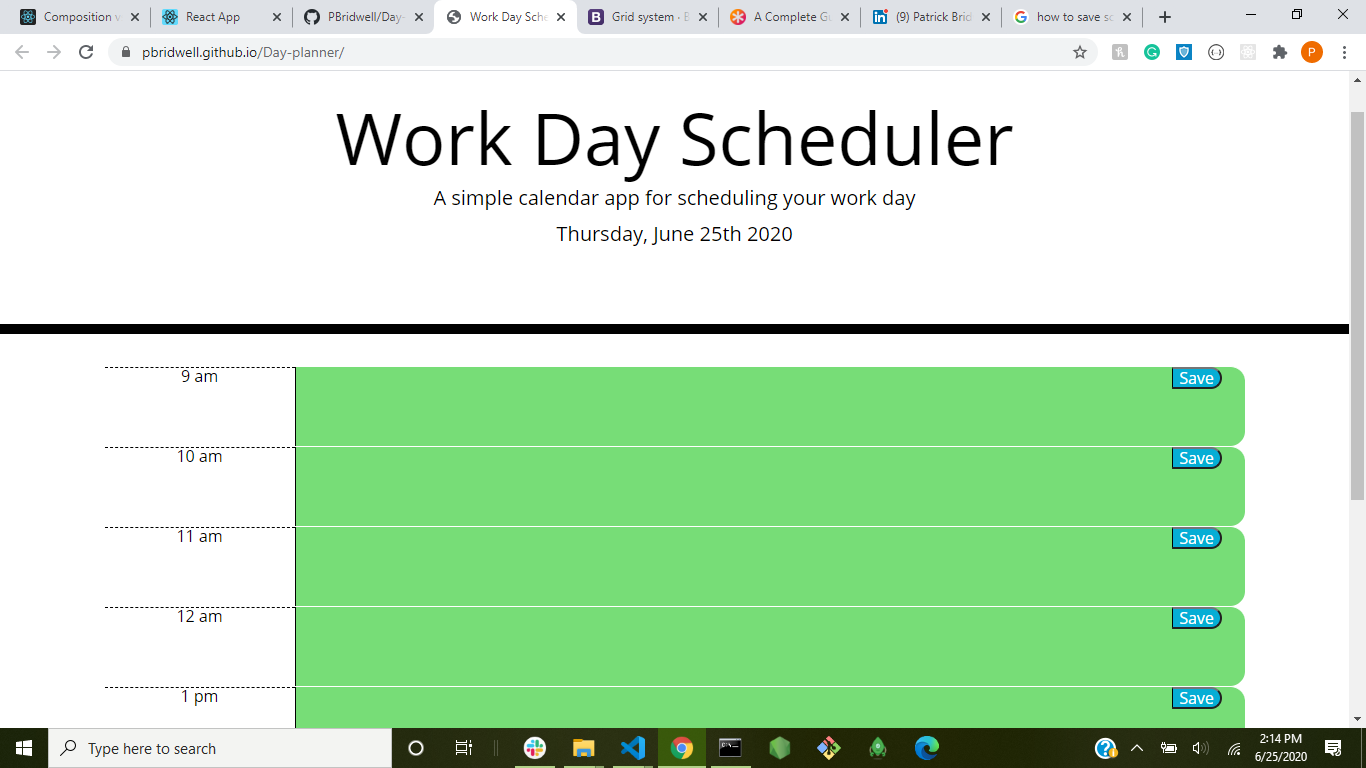 Composition v
React App
PBridwell/Day-
Work Day Sche
Grid system · B
A Complete Gu
(9) Patrick Brid
how to save sc
pbridwell.github.io/Day-planner/
P
Work Day Scheduler
A simple calendar app for scheduling your work day
Thursday, June 25th 2020
9 am
Save
10 am
Save
11 am
Save
12 am
Save
1 pm
Save
Type here to search
2:14 PM
6/25/2020